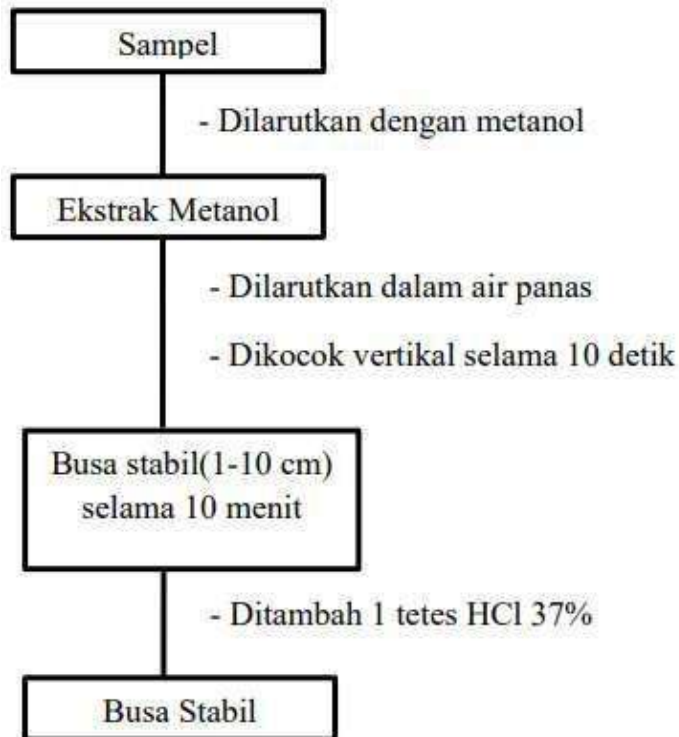 Sampel
- Dilarutkan dengan metanol
Ekstrak Metanol
- Dilarutkan dalam air panas
- Dikocok vertikal selama 10 detik
Busa stabil(1-10 cm)
selama 10 menit
- Ditambah 1 tetes HCl 37%
Busa Stabil